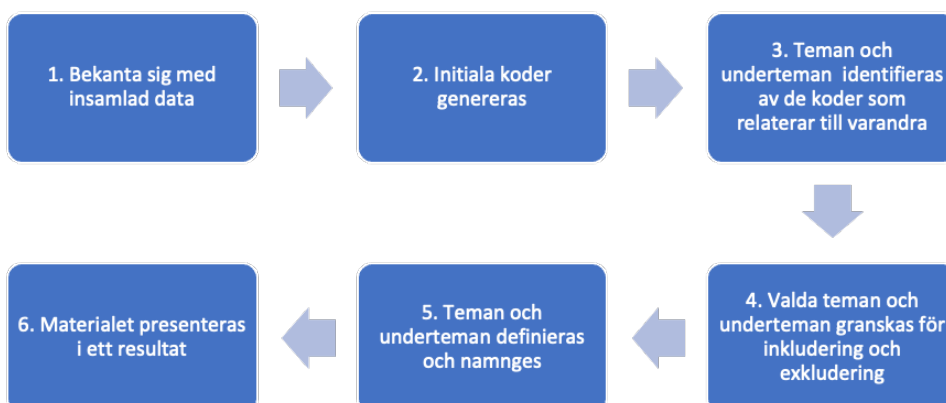 1. Bekanta sig med
insamlad data
2. Initiala koder
genereras
3. Teman och
underteman identifieras
av de koder som
relaterar till varandra
4. Valda teman och
underteman granskas för
inkludering och
exkludering
5. Teman och
underteman definieras
och namnges
6. Materialet presenteras
i ett resultat